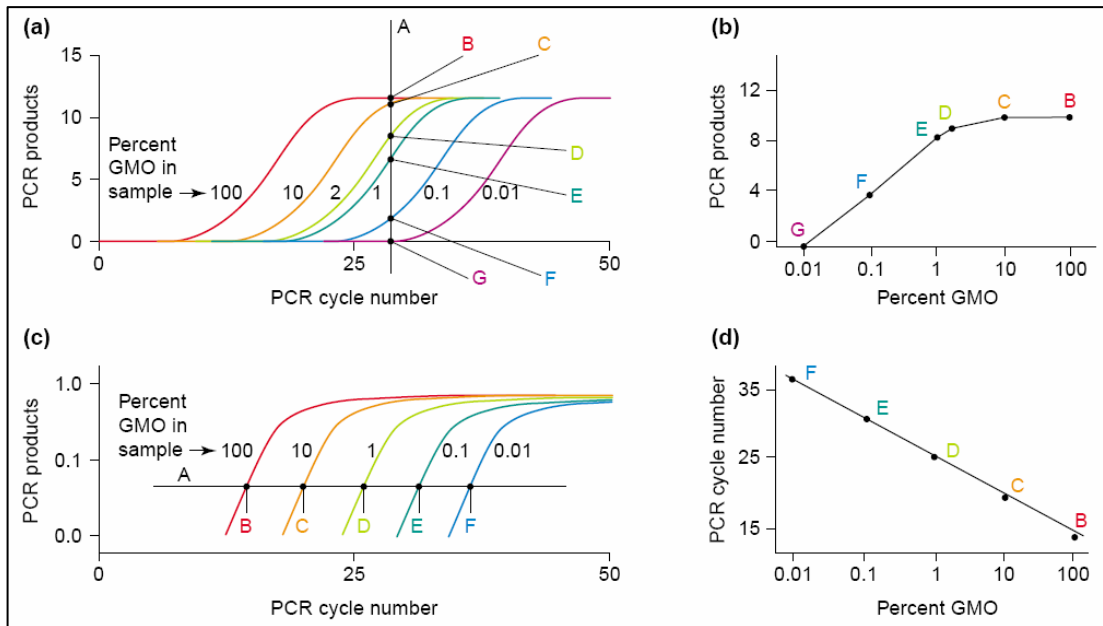 (a)
A
B
C
15
10
5
0
PCR products
Percent
GMO in
sample → 100 10 2 1 0.1 0.01
D
E
F
G
0 25 50
PCR cycle number
(b)
12
8
4
0
PCR products
G
F
E
D
C
B
0.01 0.1 1 10 100
Percent GMO
(c)
1.0
0.1
0.0
PCR products
Percent
GMO in
sample → 100 10 1 0.1 0.01
A
B C D E F
0 25 50
PCR cycle number
(d)
35
25
15
PCR cycle number
F
E
D
C
B
0.01 0.1 1 10 100
Percent GMO